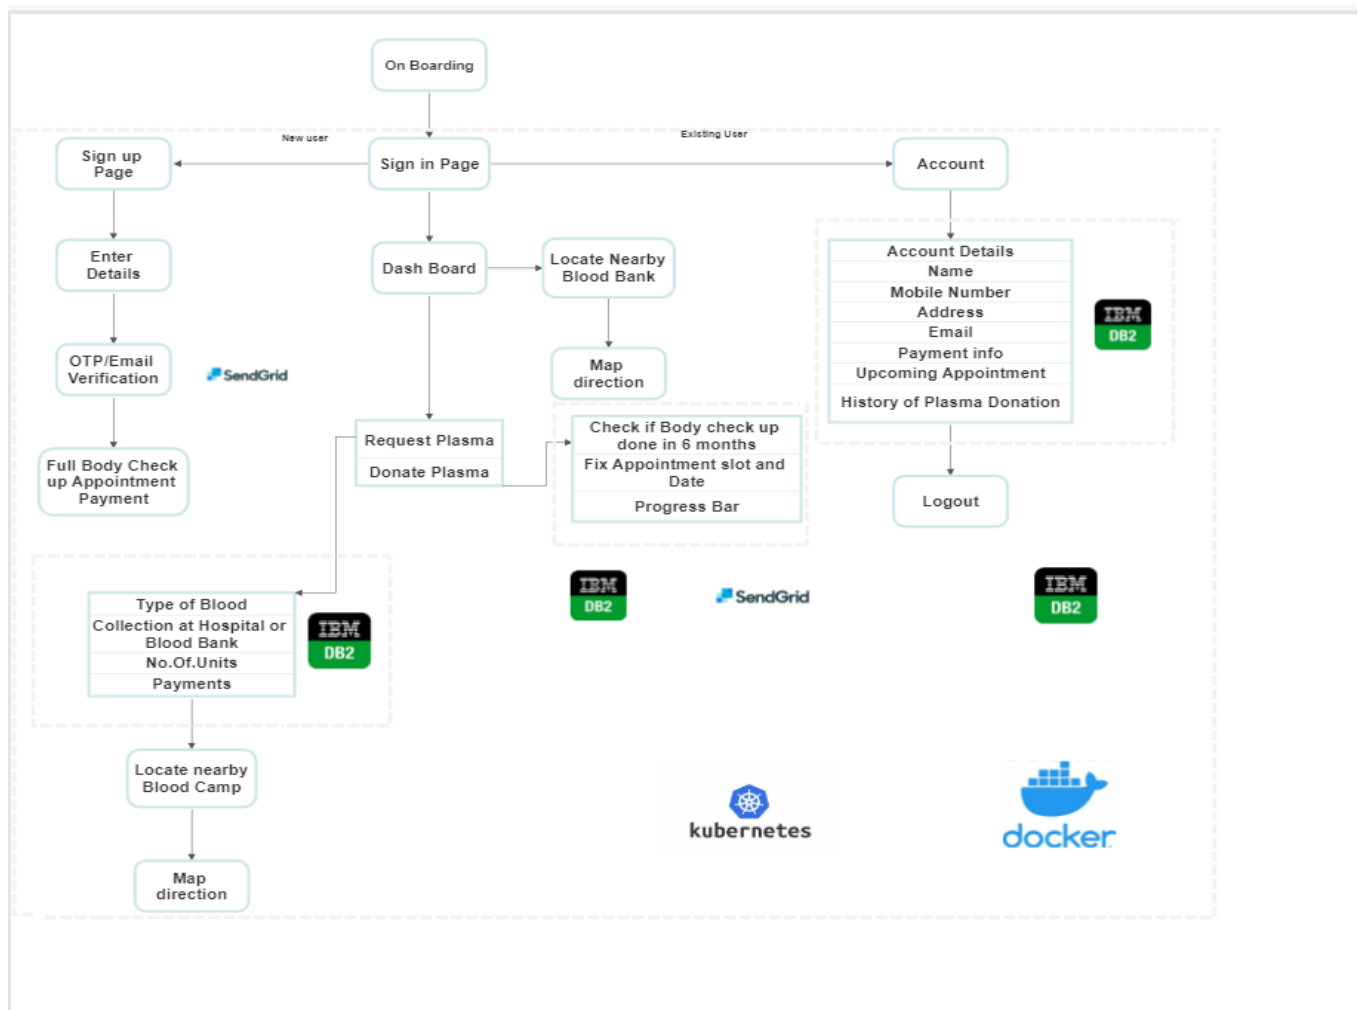 On Boarding
New user
Existing User
Sign up
Page
Sign in Page
Account
Enter
Details
Dash Board
Locate Nearby
Blood Bank
Account Details
Name
Mobile Number
Address
Email
Payment info
Upcoming Appointment
History of Plasma Donation
IBM
DB2
OTP/Email
Verification
SendGrid
Map
direction
Request Plasma
Donate Plasma
Check if Body check up
done in 6 months
Fix Appointment slot and
Date
Progress Bar
Full Body Check
up Appointment
Payment
Logout
IBM
DB2
SendGrid
IBM
DB2
Type of Blood
Collection at Hospital or
Blood Bank
No.Of.Units
Payments
IBM
DB2
Locate nearby
Blood Camp
kubernetes
docker
Map
direction